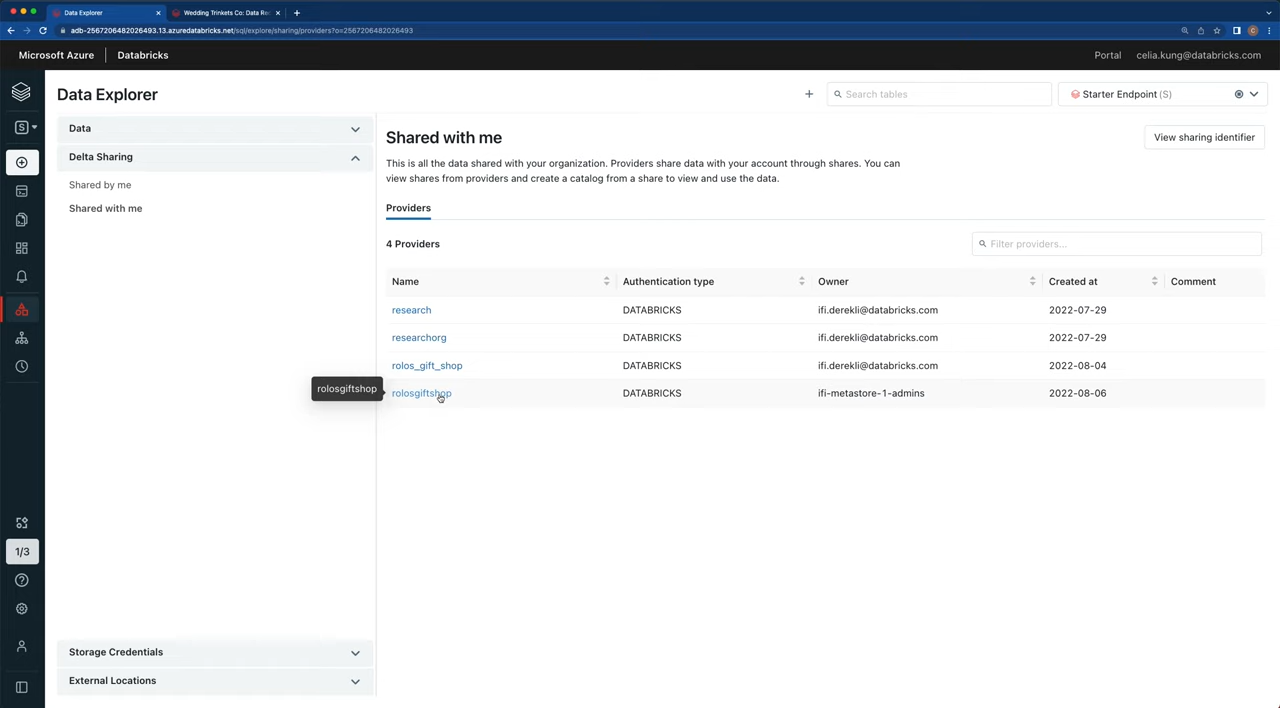 Data Explorer
Wedding Trinkets Co: Data Rec
adb-2567206482026493.13.azuredatabricks.net/sql/explore/sharing/providers?o=2567206482026493
Microsoft Azure
Databricks
Portal
celia.kung@databricks.com
S
Data Explorer
Search tables
Starter Endpoint (S)
Data
Delta Sharing
Shared by me
Shared with me
Shared with me
View sharing identifier
This is all the data shared with your organization. Providers share data with your account through shares. You can
view shares from providers and create a catalog from a share to view and use the data.
Providers
4 Providers
Filter providers...
Name Authentication type Owner Created at Comment
research DATABRICKS ifi.derekli@databricks.com 2022-07-29
researchorg DATABRICKS ifi.derekli@databricks.com 2022-07-29
rolos_gift_shop DATABRICKS ifi.derekli@databricks.com 2022-08-04
rolosgiftshop
rolosgiftshop DATABRICKS ifi-metastore-1-admins 2022-08-06
1/3
Storage Credentials
External Locations